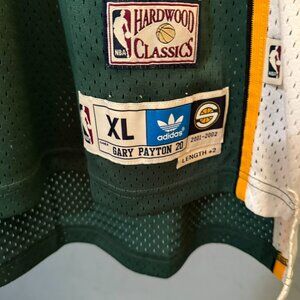 HARDWOOD
CLASSICS
NBA
XL
adidas
2001-2002
GARY PAYTON 20
LENGTH +2